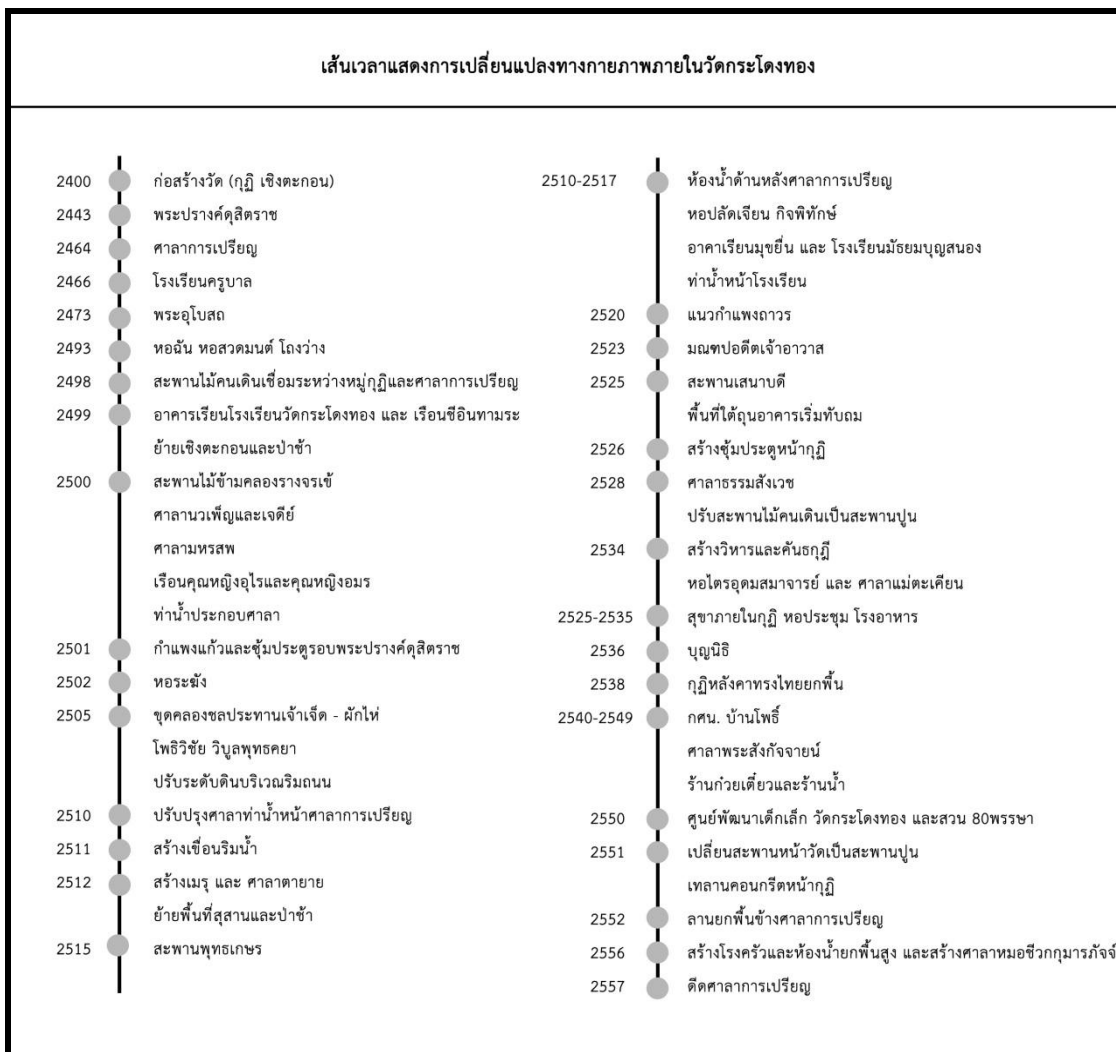 เส้นเวลาแสดงการเปลี่ยนแปลงทางกายภาพภายในวัดกระโดงทอง
2400 ก่อสร้างวัด (กุฏิ เชิงตะกอน)
2443 พระปรางค์ดุสิตราช
2464 ศาลาการเปรียญ
2466 โรงเรียนครูบาล
2473 พระอุโบสถ
2493 หอฉัน หอสวดมนต์ โถงว่าง
2498 สะพานไม้คนเดินเชื่อมระหว่างหมู่กุฏิและศาลาการเปรียญ
2499 อาคารเรียนโรงเรียนวัดกระโดงทอง และ เรือนชีอินทามระ
ย้ายเชิงตะกอนและป่าช้า
2500 สะพานไม้ข้ามคลองรางจรเข้
ศาลานวเพ็ญและเจดีย์
ศาลามหรสพ
เรือนคุณหญิงอุไรและคุณหญิงอมร
ท่าน้ำประกอบศาลา
2501 กำแพงแก้วและซุ้มประตูรอบพระปรางค์ดุสิตราช
2502 หอระฆัง
2505 ขุดคลองชลประทานเจ้าเจ็ด - ผักไห่
โพธิวิชัย วิบูลพุทธคยา
ปรับระดับดินบริเวณริมถนน
2510 ปรับปรุงศาลาท่าน้ำหน้าศาลาการเปรียญ
2511 สร้างเขื่อนริมน้ำ
2512 สร้างเมรุ และ ศาลาตายาย
ย้ายพื้นที่สุสานและป่าช้า
2515 สะพานพุทธเกษร
2510-2517 ห้องน้ำด้านหลังศาลาการเปรียญ
หอปลัดเจียน กิจพิทักษ์
อาคาเรียนมุขยื่น และ โรงเรียนมัธยมบุญสนอง
ท่าน้ำหน้าโรงเรียน
2520 แนวกำแพงถาวร
2523 มณฑปอดีตเจ้าอาวาส
2525 สะพานเสนาบดี
พื้นที่ใต้ถุนอาคารเริ่มทับถม
2526 สร้างซุ้มประตูหน้ากุฏิ
2528 ศาลาธรรมสังเวช
ปรับสะพานไม้คนเดินเป็นสะพานปูน
2534 สร้างวิหารและคันธกุฎี
หอไตรอุดมสมาจารย์ และ ศาลาแม่ตะเคียน
2525-2535 สุขาภายในกุฏิ หอประชุม โรงอาหาร
2536 บุญนิธิ
2538 กุฏิหลังคาทรงไทยยกพื้น
2540-2549 กศน. บ้านโพธิ์
ศาลาพระสังกัจจายน์
ร้านก๋วยเตี๋ยวและร้านน้ำ
2550 ศูนย์พัฒนาเด็กเล็ก วัดกระโดงทอง และสวน 80พรรษา
2551 เปลี่ยนสะพานหน้าวัดเป็นสะพานปูน
เทลานคอนกรีตหน้ากุฏิ
2552 ลานยกพื้นข้างศาลาการเปรียญ
2556 สร้างโรงครัวและห้องน้ำยกพื้นสูง และสร้างศาลาหมอชีวกกุมารภัจจ์
2557 ดีดศาลาการเปรียญ